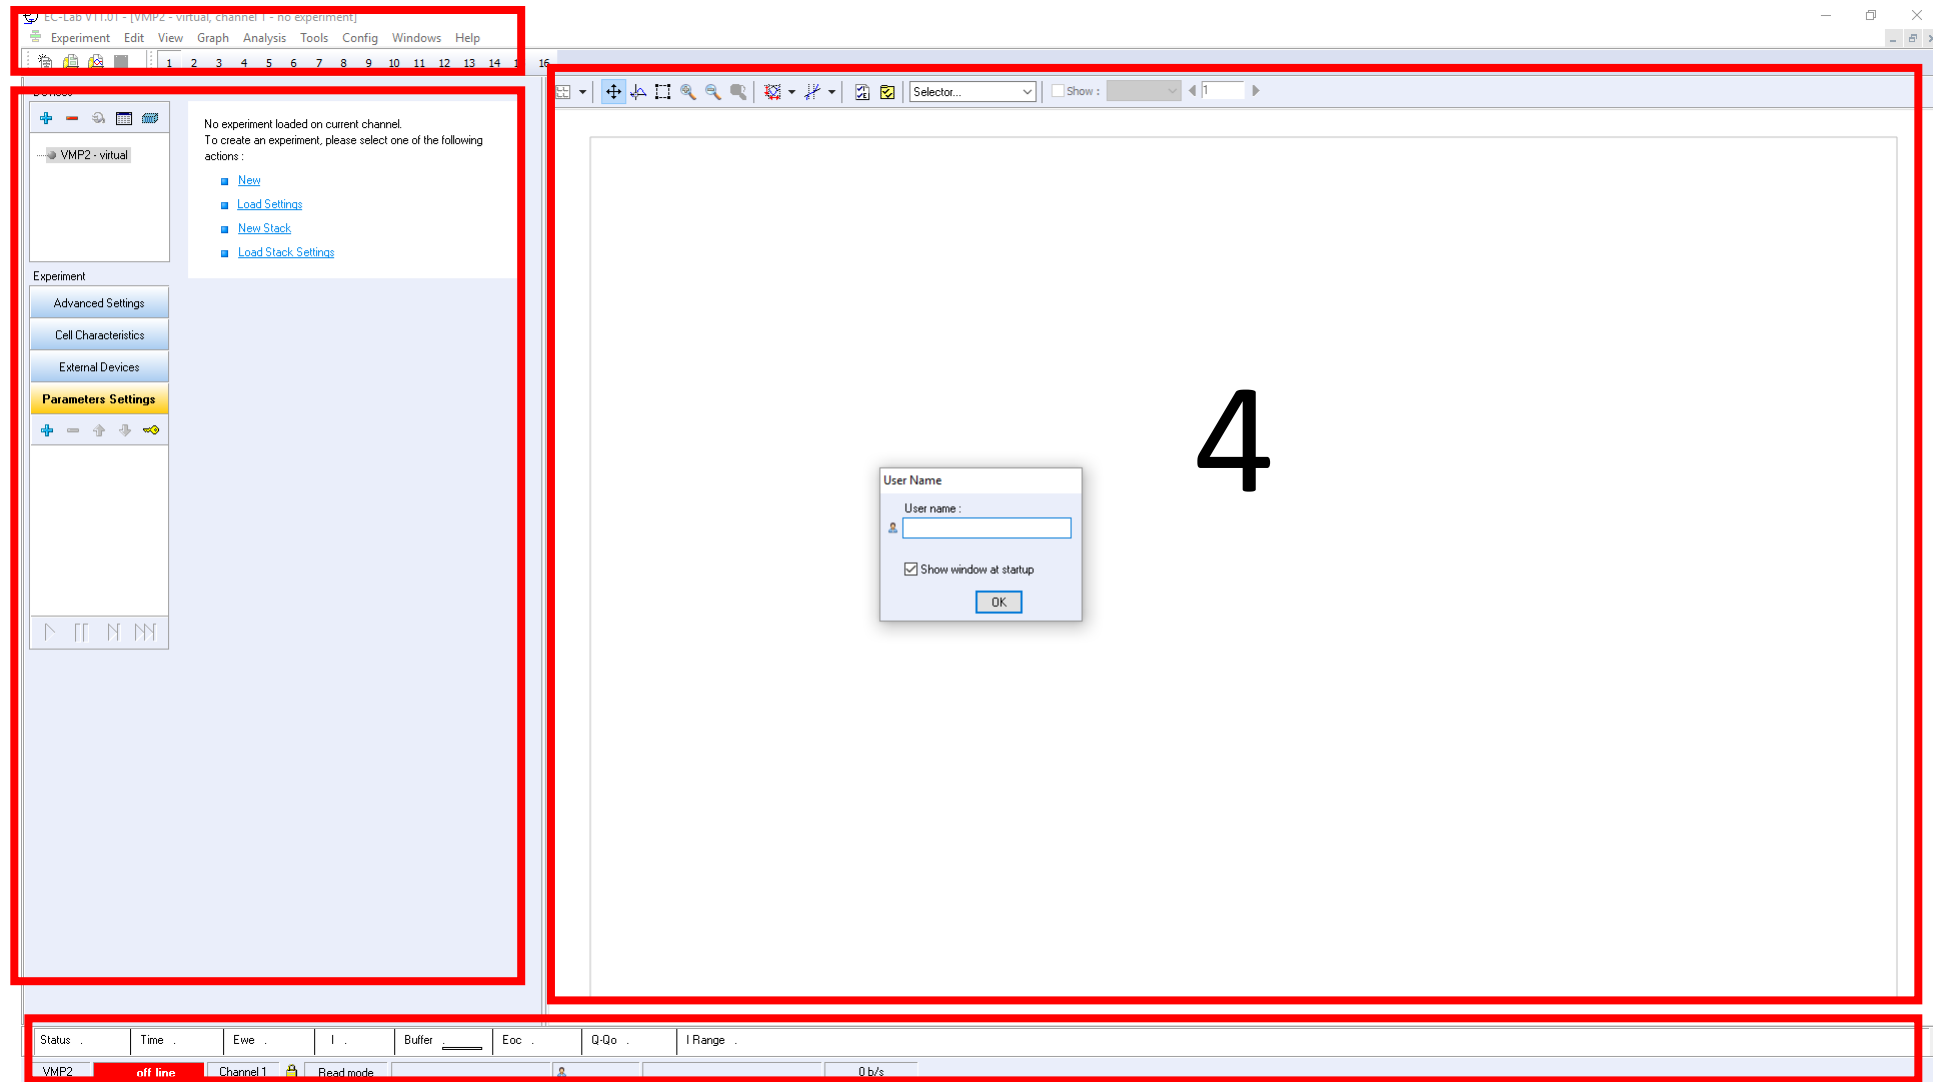 EC-Lab V11.01 - [VMP2 - virtual, channel 1 - no experiment]
Experiment Edit View Graph Analysis Tools Config Windows Help
1 2 3 4 5 6 7 8 9 10 11 12 13 14 16
Selector... Show : 1
VMP2 - virtual
No experiment loaded on current channel.
To create an experiment, please select one of the following
actions :
New
Load Settings
New Stack
Load Stack Settings
Experiment
Advanced Settings
Cell Characteristics
External Devices
Parameters Settings
4
User Name
User name :
Show window at startup
OK
Status . Time . Ewe . I . Buffer . Eoc . Q-Qo . I Range .
VMP2 off line Channel 1 Read mode 0 b/s